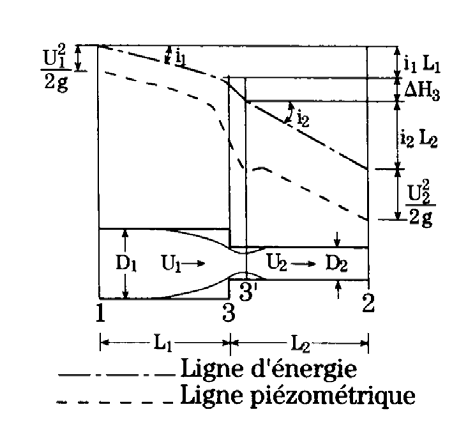 U₁²/2g
i₁
i₁ L₁
ΔH₃
i₂
i₂ L₂
U₂²/2g
D₁ U₁ U₂ D₂
1 3 3' 2
L₁ L₂
Ligne d'énergie
Ligne piézométrique